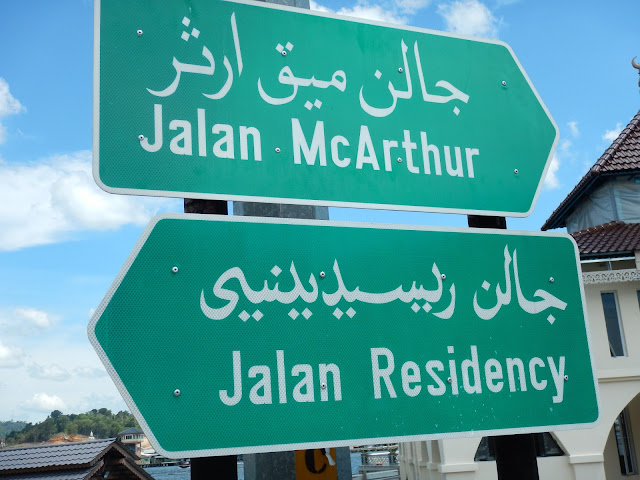 جالن ميق ارثر
Jalan McArthur
جالن ريسيدينسي
Jalan Residency
C